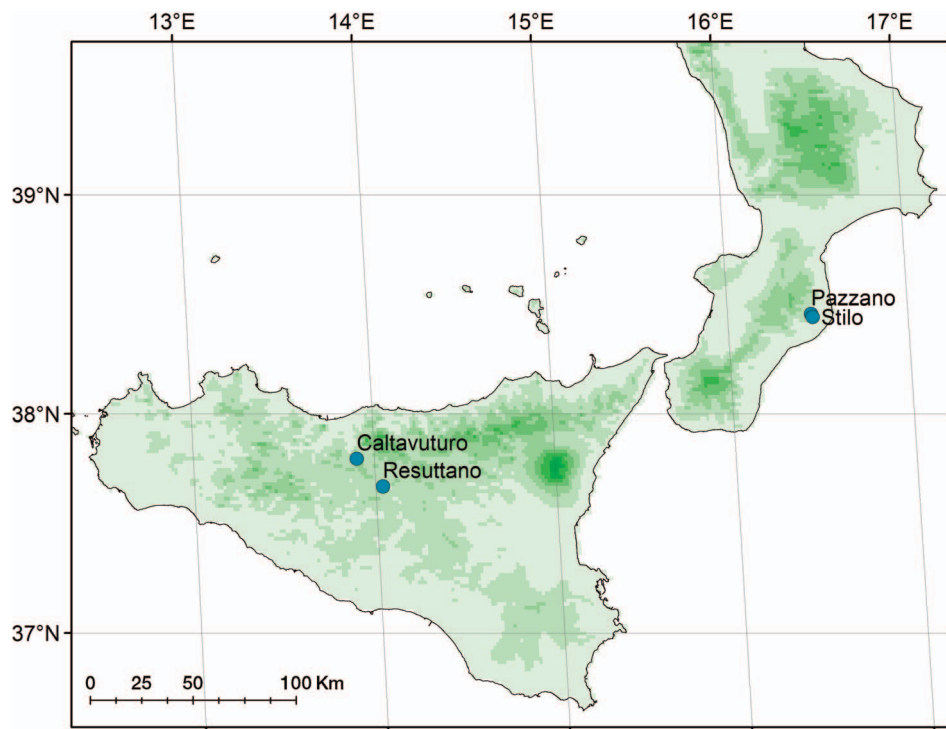 13°E 14°E 15°E 16°E 17°E
39°N
Pazzano
Stilo
38°N
Caltavuturo
Resuttano
37°N
0 25 50 100 Km